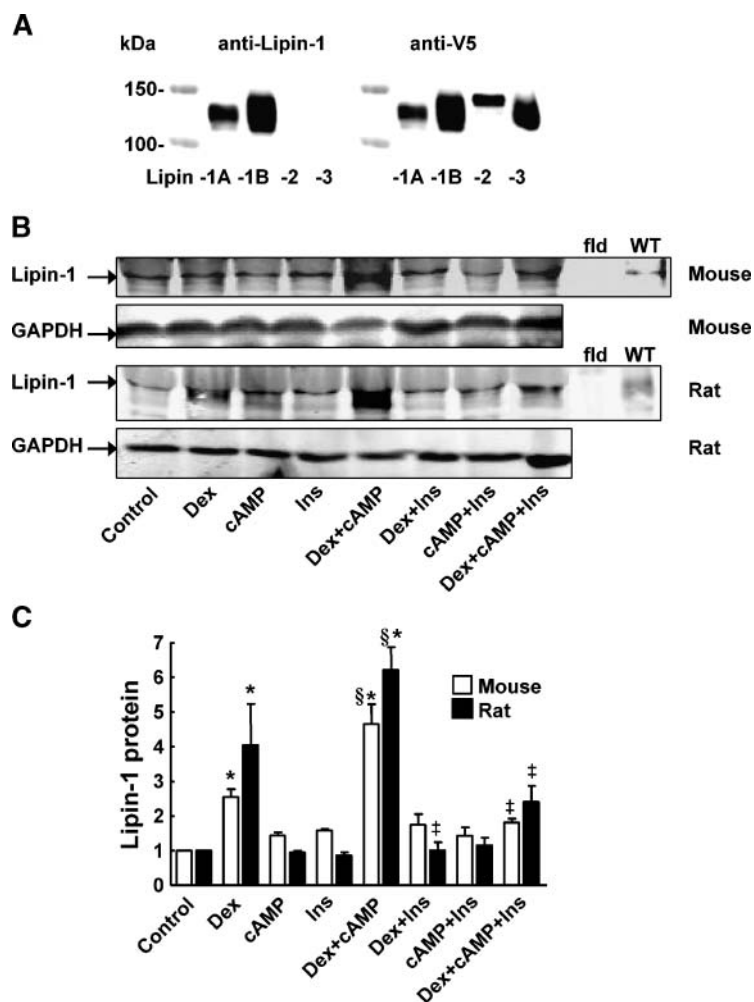 A
kDa anti-Lipin-1 anti-V5
150-
100-
Lipin -1A -1B -2 -3 -1A -1B -2 -3
B
fld WT
Lipin-1 Mouse
GAPDH Mouse
fld WT
Lipin-1 Rat
GAPDH Rat
Control Dex cAMP Ins Dex+cAMP Dex+Ins cAMP+Ins Dex+cAMP+Ins
C
7
6
5
4
3
2
1
0
Lipin-1 protein
* * §* §* ‡ ‡ ‡
Mouse
Rat
Control Dex cAMP Ins Dex+cAMP Dex+Ins cAMP+Ins Dex+cAMP+Ins